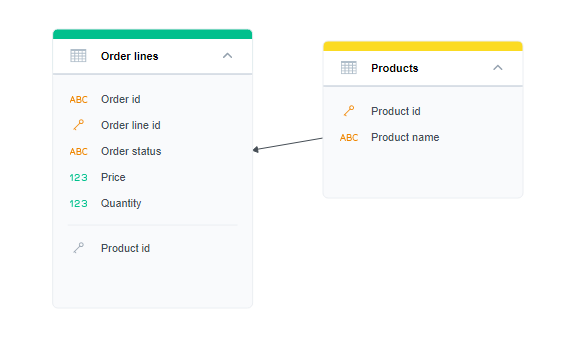 Order lines
ABC Order id
Order line id
ABC Order status
123 Price
123 Quantity
Product id
Products
Product id
ABC Product name